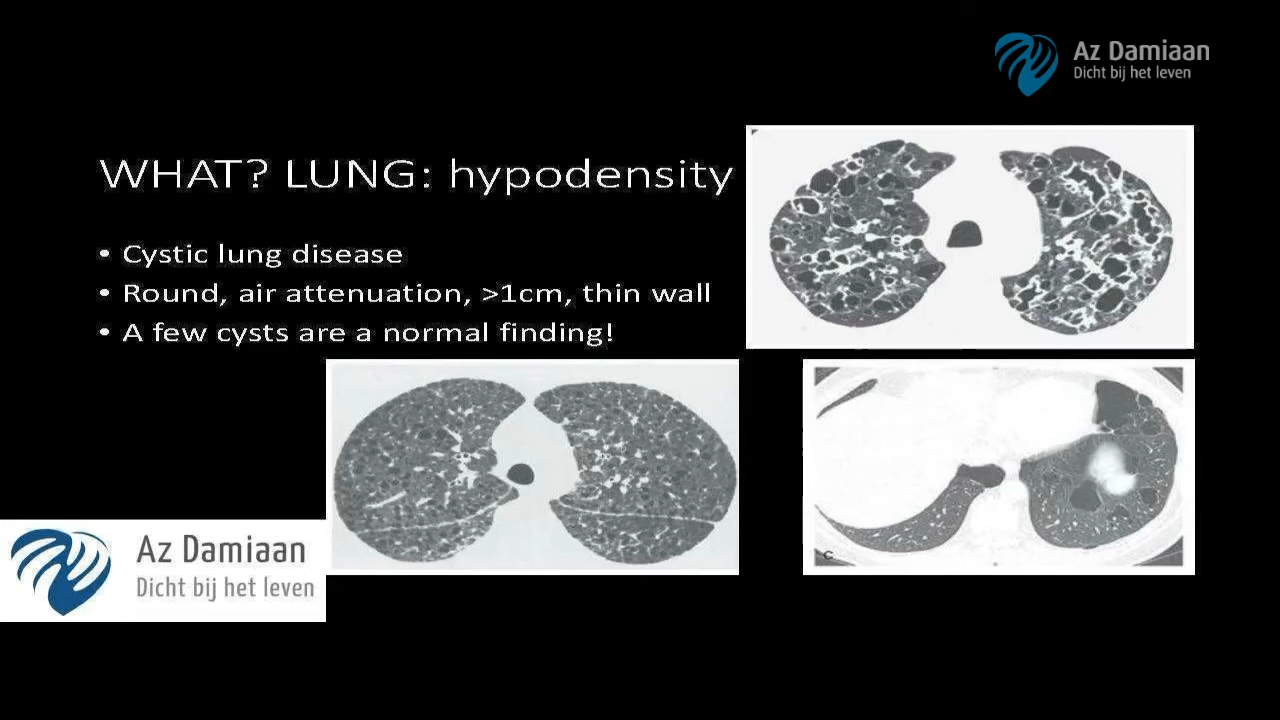 Az Damiaan
Dicht bij het leven
WHAT? LUNG: hypodensity
• Cystic lung disease
• Round, air attenuation, >1cm, thin wall
• A few cysts are a normal finding!
C
Az Damiaan
Dicht bij het leven